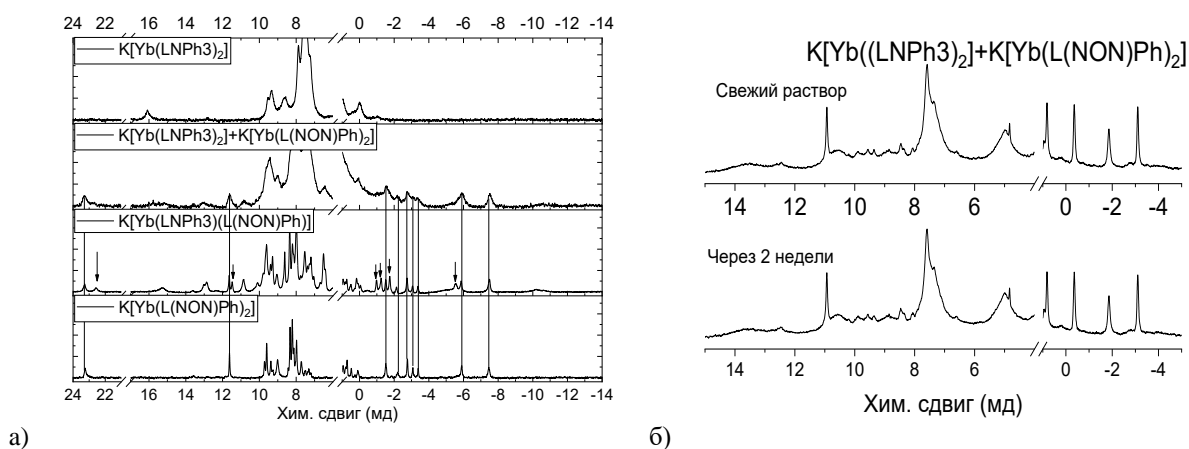 24 16 14 12 10 8 0 -2 -4 -6 -8 -10 -12 -14
K[Yb(LNPh3)2]
K[Yb(LNPh3)2]+K[Yb(L(NON)Ph)2]
K[Yb(LNPh3)(L(NON)Ph)]
K[Yb(L(NON)Ph)2]
24 22 16 14 12 10 8 0 -2 -4 -6 -8 -10 -12 -14
Хим. сдвиг (мд)
а)
K[Yb((LNPh3)2]+K[Yb(L(NON)Ph)2]
Свежий раствор
14 12 10 8 6 0 -2 -4
Через 2 недели
14 12 10 8 6 0 -2 -4
Хим. сдвиг (мд)
б)